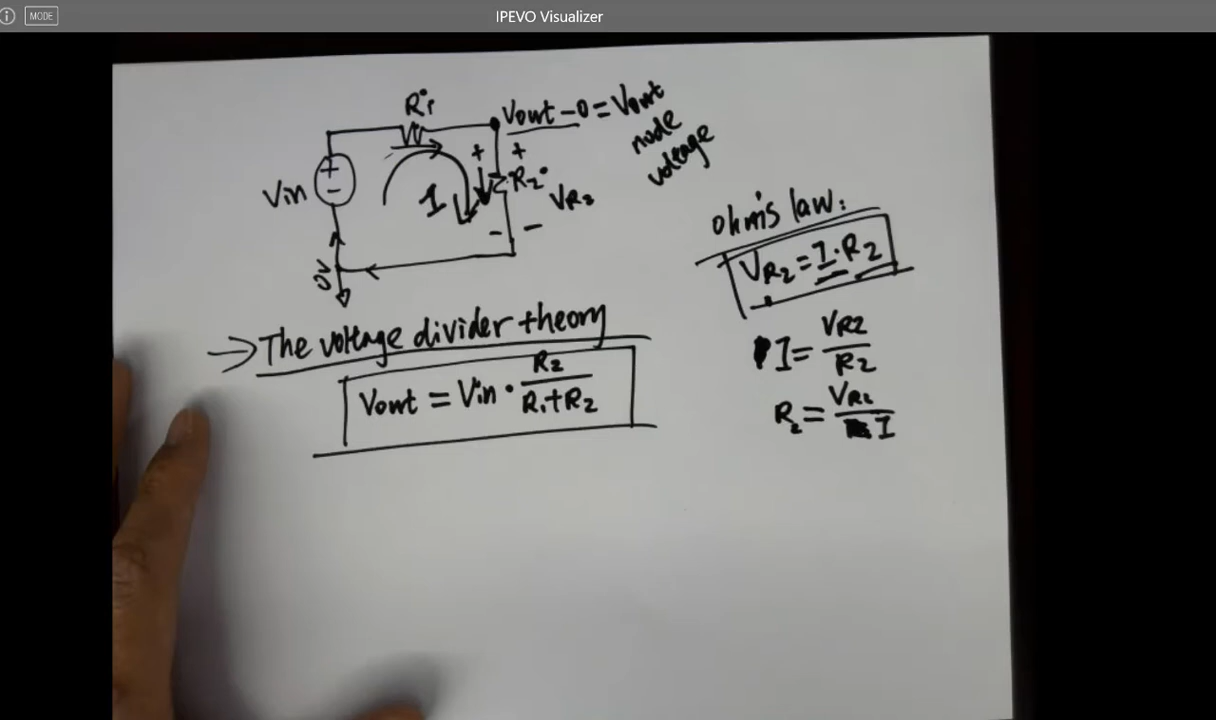 MODE
IPEVO Visualizer
R1
Vout - 0 = Vout
node
voltage
+
+
+
-
Vin
I
R2
VR2
-
-
0V
ohm's law:
VR2 = I · R2
I = VR2 / R2
R2 = VR2 / I
→ The voltage divider theory
Vout = Vin · R2 / R1 + R2